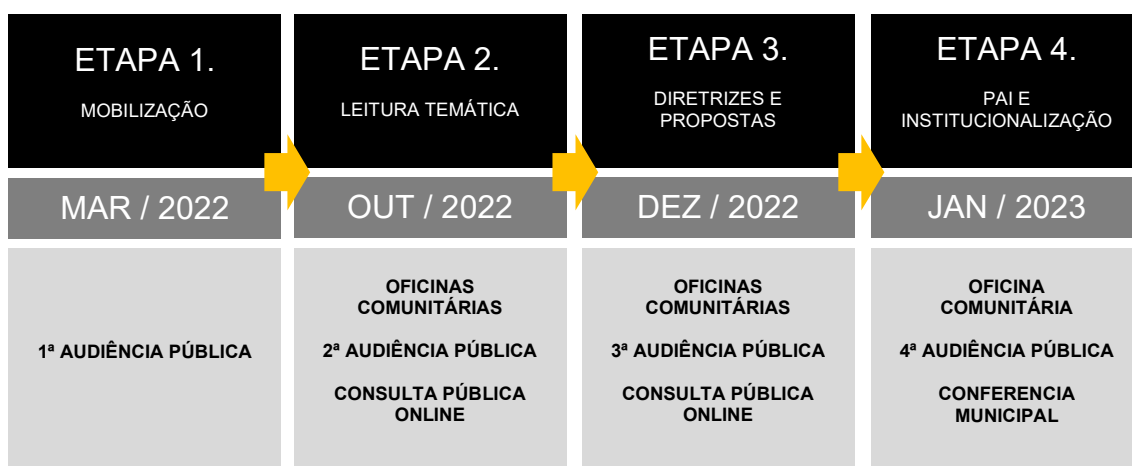 ETAPA 1.
MOBILIZAÇÃO
MAR / 2022
1ª AUDIÊNCIA PÚBLICA
ETAPA 2.
LEITURA TEMÁTICA
OUT / 2022
OFICINAS
COMUNITÁRIAS
2ª AUDIÊNCIA PÚBLICA
CONSULTA PÚBLICA
ONLINE
ETAPA 3.
DIRETRIZES E
PROPOSTAS
DEZ / 2022
OFICINAS
COMUNITÁRIAS
3ª AUDIÊNCIA PÚBLICA
CONSULTA PÚBLICA
ONLINE
ETAPA 4.
PAI E
INSTITUCIONALIZAÇÃO
JAN / 2023
OFICINA
COMUNITÁRIA
4ª AUDIÊNCIA PÚBLICA
CONFERENCIA
MUNICIPAL